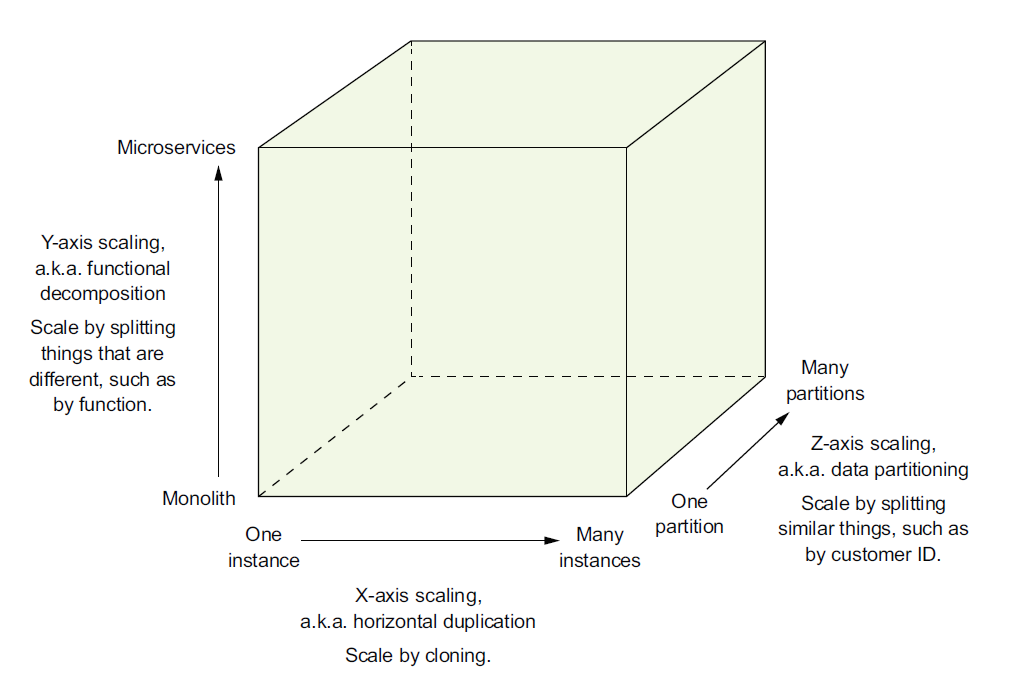 Microservices
Y-axis scaling,
a.k.a. functional
decomposition
Scale by splitting
things that are
different, such as
by function.
Monolith
One
instance
Many
instances
X-axis scaling,
a.k.a. horizontal duplication
Scale by cloning.
One
partition
Many
partitions
Z-axis scaling,
a.k.a. data partitioning
Scale by splitting
similar things, such as
by customer ID.